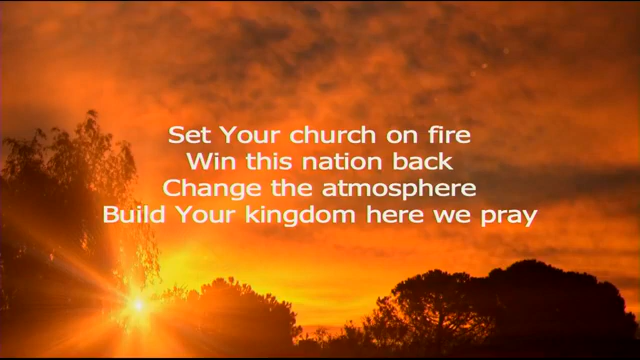 Set Your church on fire
Win this nation back
Change the atmosphere
Build Your kingdom here we pray